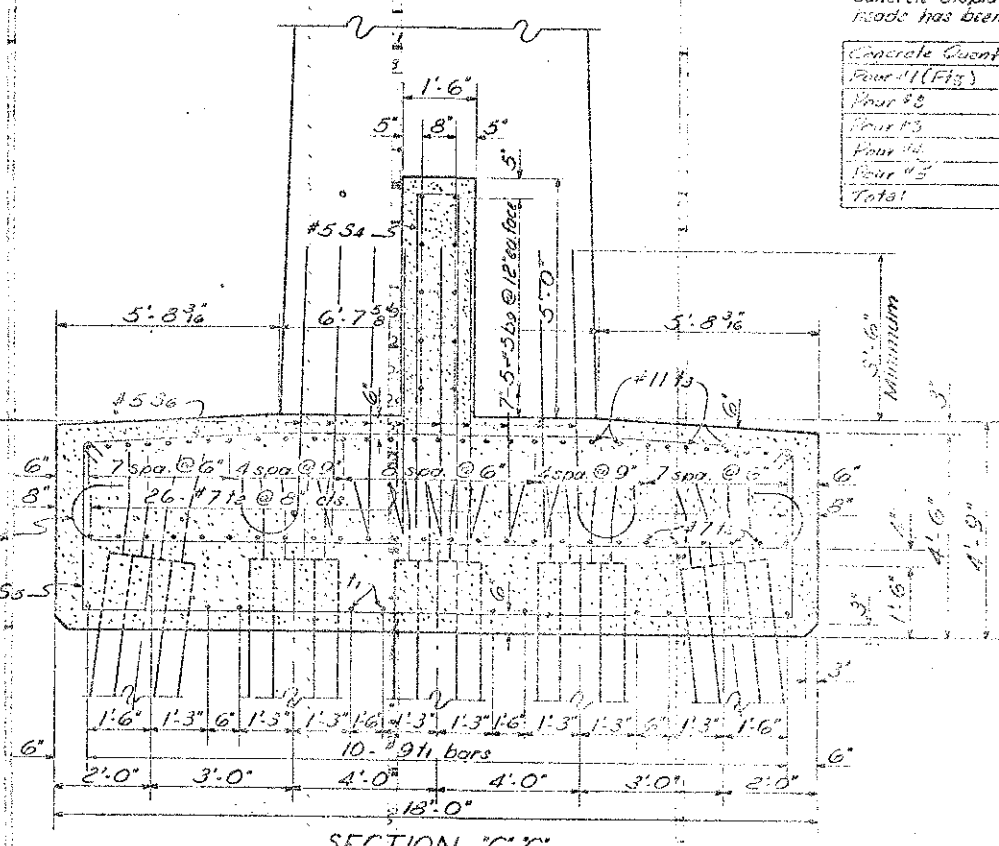 has been
Concrete Quant
Pour #1 (Ftg)
Pour #2
Pour #3
Pour #4
Pour #5
Total
1'-6"
5" 8" 5"
5"
#5 S4
7'-5-#5 b9 @ 12" ea. face
5'-0"
5'-8 3/16" 6'-7 5/8" 5'-8 3/16"
Minimum
#5 S6
6"
#11 t3
6"
3"
6" 7 spa. @ 6" 4 spa. @ 9" spa. @ 6" spa. @ 9" 7 spa. @ 6" 6"
8" 26 - #7 t2 @ 8" cts. 8"
#7 t2
4'-6"
4'-9"
S5
t1
6"
3"
1'-6"
3"
1'-6" 1'-3" 6" 1'-3" 1'-3" 1'-6" 1'-3" 1'-3" 1'-6" 1'-3" 1'-3" 6" 1'-3" 1'-6"
6" 10 - #9 t1 bars 6"
2'-0" 3'-0" 4'-0" 4'-0" 3'-0" 2'-0"
18'-0"
SECTION "C-C"